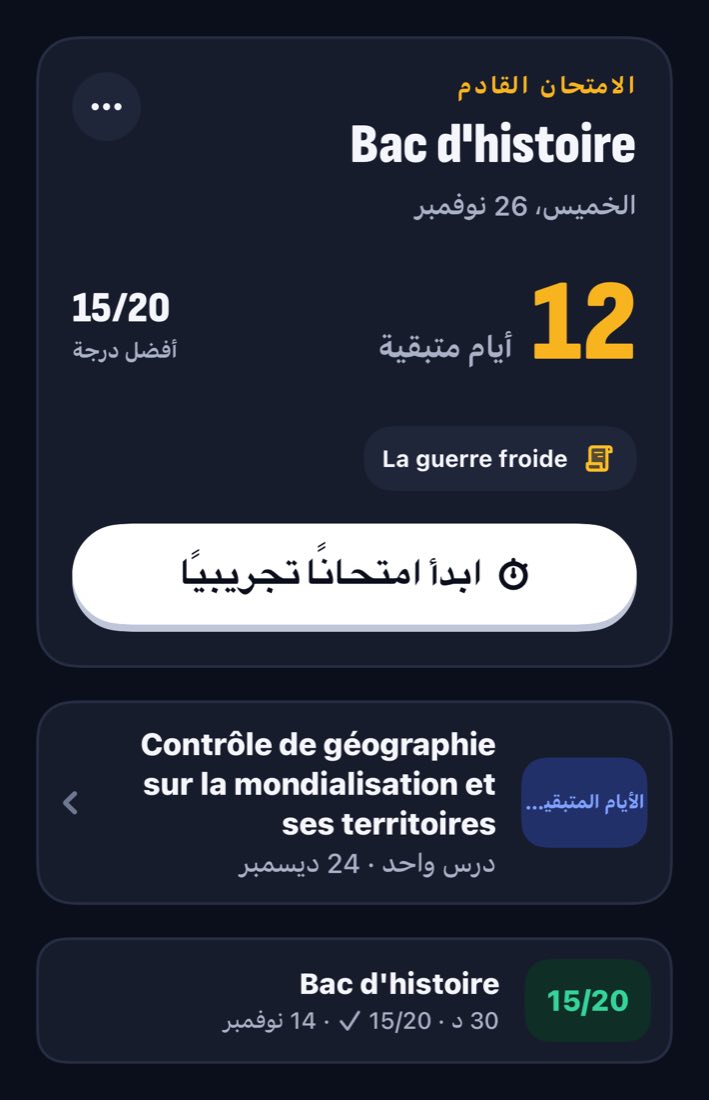 الامتحان القادم
Bac d'histoire
الخميس، 26 نوفمبر
12 أيام متبقية
15/20
أفضل درجة
La guerre froide
ابدأ امتحانًا تجريبيًا
الأيام المتبقي...
Contrôle de géographie
sur la mondialisation et
ses territoires
درس واحد · 24 ديسمبر
15/20
Bac d'histoire
30 د · 15/20 ✓ · 14 نوفمبر